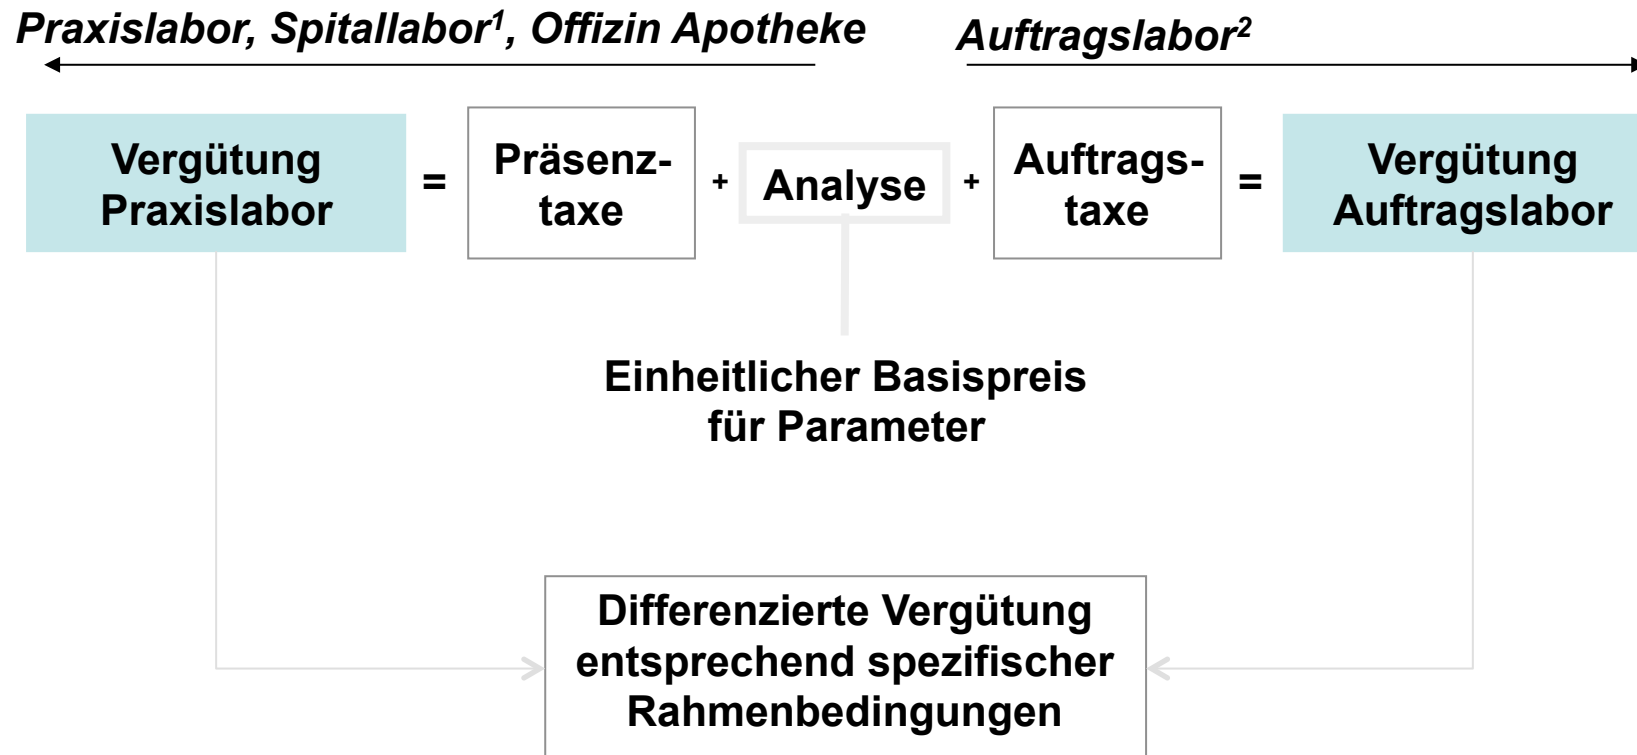 Praxislabor, Spitallabor¹, Offizin Apotheke
Auftragslabor²
Vergütung
Praxislabor
=
Präsenz-
taxe
+
Analyse
+
Auftrags-
taxe
=
Vergütung
Auftragslabor
Einheitlicher Basispreis
für Parameter
Differenzierte Vergütung
entsprechend spezifischer
Rahmenbedingungen